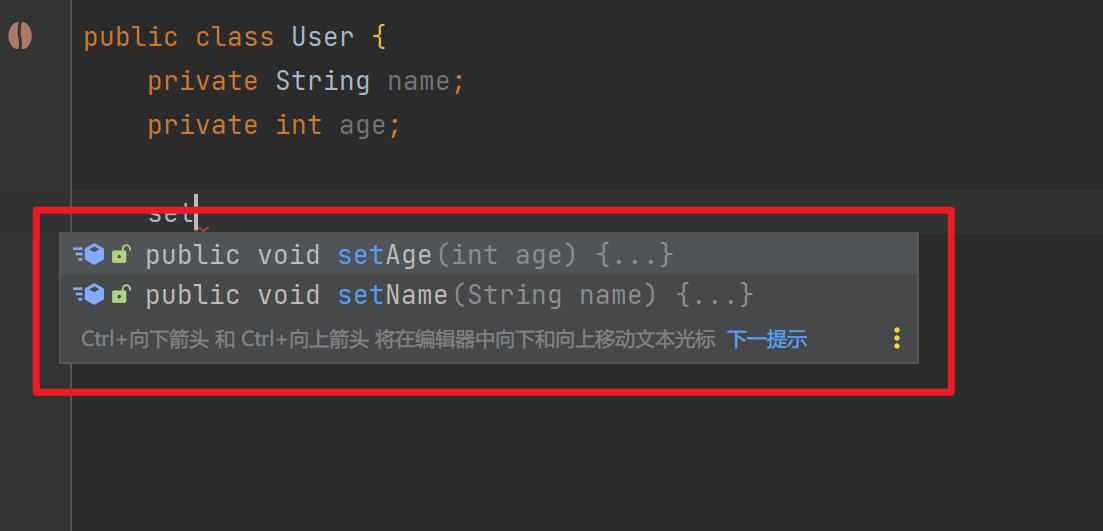 public class User {
private String name;
private int age;
set
public void setAge(int age) {...}
public void setName(String name) {...}
Ctrl+向下箭头 和 Ctrl+向上箭头 将在编辑器中向下和向上移动文本光标 下一提示